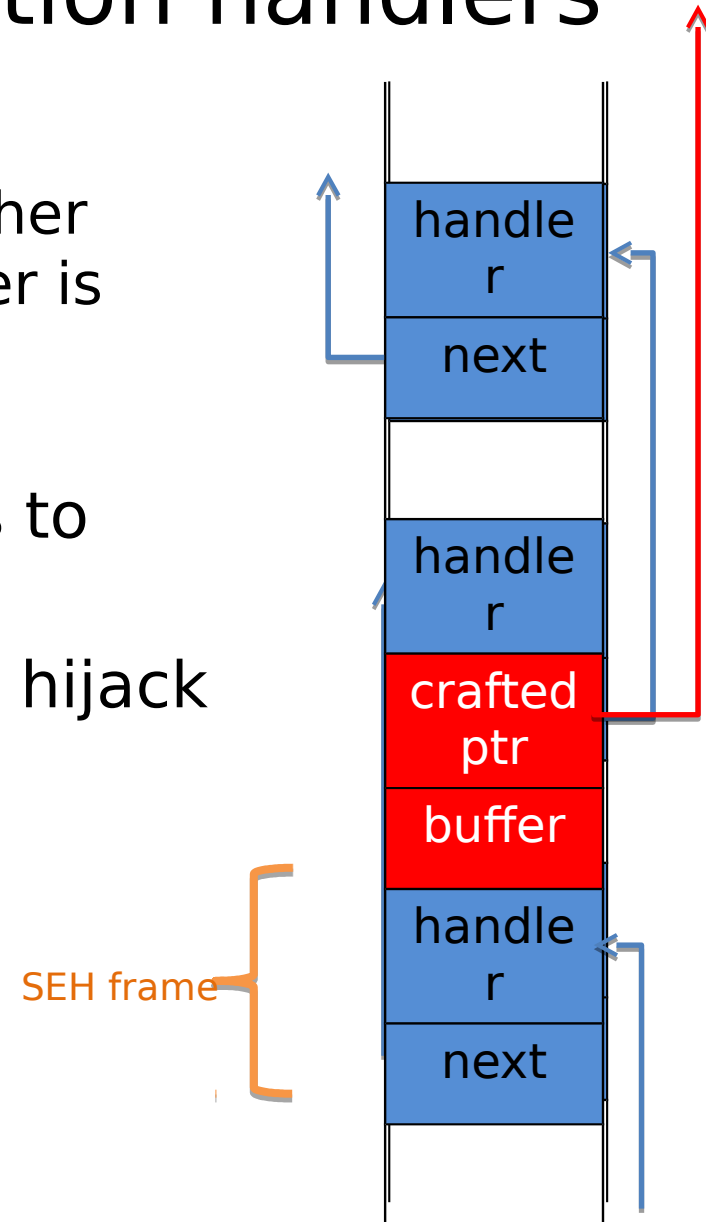 tion handlers
her
er is
s to
hijack
SEH frame
handle
r
next
handle
r
crafted
ptr
buffer
handle
r
next